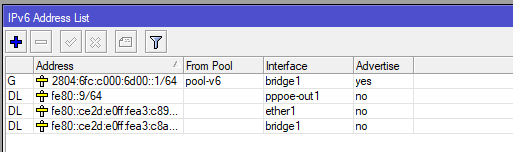 IPv6 Address List
Address From Pool Interface Advertise
G 2804:6fc:c000:6d00::1/64 pool-v6 bridge1 yes
DL fe80::9/64 pppoe-out1 no
DL fe80::ce2d:e0ff:fea3:c89... ether1 no
DL fe80::ce2d:e0ff:fea3:c8a... bridge1 no